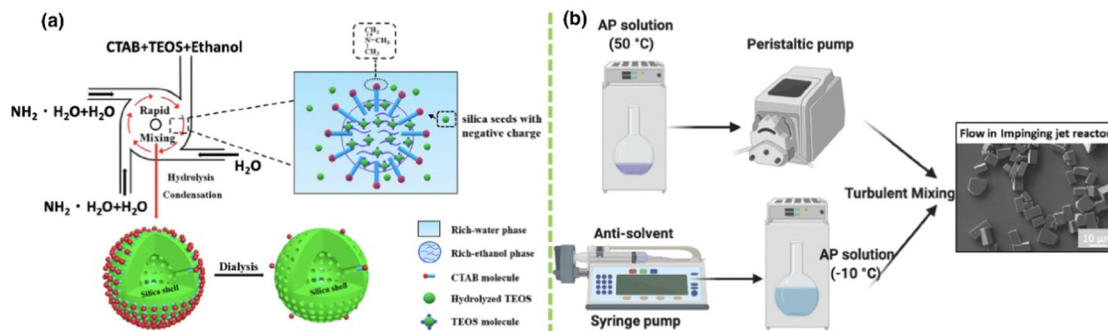 (a)
CTAB+TEOS+Ethanol
NH₂ · H₂O+H₂O
Rapid
Mixing
H₂O
Hydrolysis
Condensation
NH₂ · H₂O+H₂O
CH₃
N⁺—CH₃
CH₃
silica seeds with
negative charge
Rich-water phase
Rich-ethanol phase
CTAB molecule
Hydrolyzed TEOS
TEOS molecule
Silica shell
Dialysis
Silica shell
(b)
AP solution
(50 °C)
Peristaltic pump
Anti-solvent
Syringe pump
AP solution
(-10 °C)
Turbulent Mixing
Flow in Impinging jet reactor
10 µm